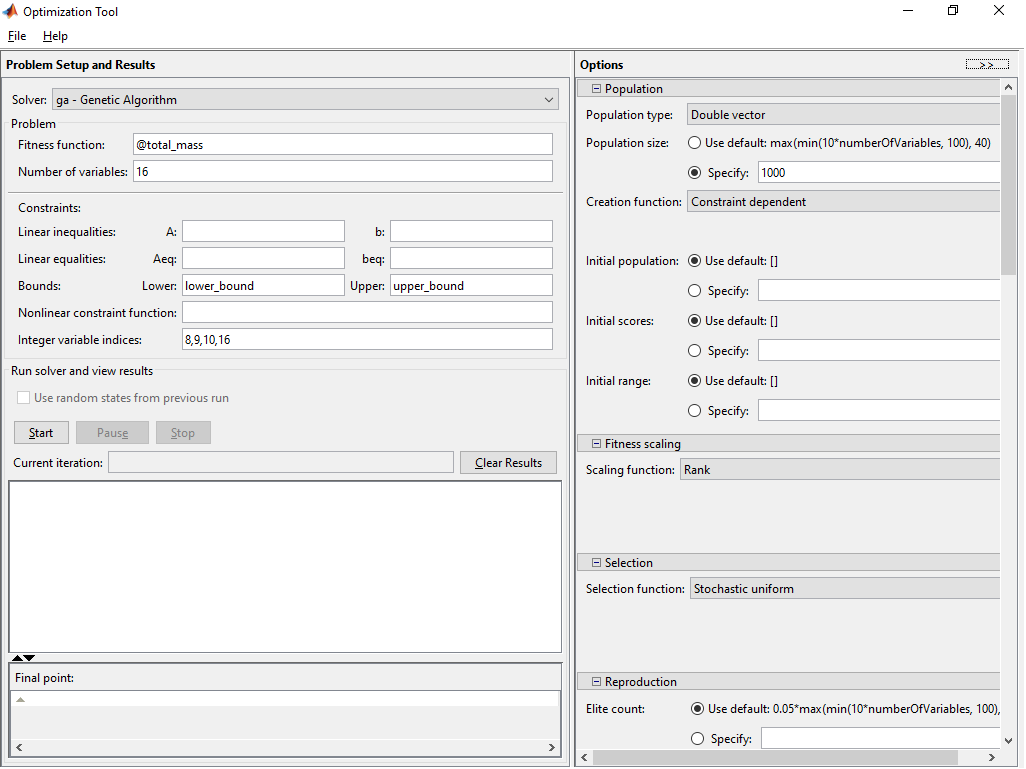 Optimization Tool
File Help
Problem Setup and Results
Solver: ga - Genetic Algorithm
Problem
Fitness function: @total_mass
Number of variables: 16
Constraints:
Linear inequalities: A: b:
Linear equalities: Aeq: beq:
Bounds: Lower: lower_bound Upper: upper_bound
Nonlinear constraint function:
Integer variable indices: 8,9,10,16
Run solver and view results
Use random states from previous run
Start Pause Stop
Current iteration: Clear Results
Final point:
Options >>
Population
Population type: Double vector
Population size: Use default: max(min(10*numberOfVariables, 100), 40)
Specify: 1000
Creation function: Constraint dependent
Initial population: Use default: []
Specify:
Initial scores: Use default: []
Specify:
Initial range: Use default: []
Specify:
Fitness scaling
Scaling function: Rank
Selection
Selection function: Stochastic uniform
Reproduction
Elite count: Use default: 0.05*max(min(10*numberOfVariables, 100),
Specify: